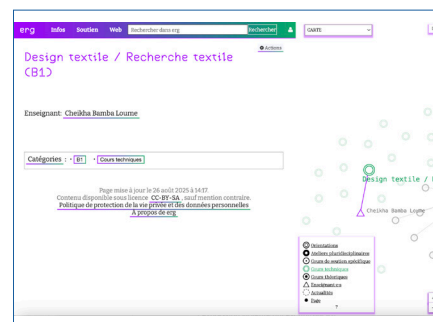 erg Infos Soutien Web Rechercher dans erg Rechercher
CARTE
Actions
Design textile / Recherche textile
(B1)
Enseignant: Cheikha Bamba Loume
Catégories : • B1 • Cours techniques
Page mise à jour le 26 août 2025 à 14:17.
Contenu disponible sous licence CC-BY-SA, sauf mention contraire.
Politique de protection de la vie privée et des données personnelles
À propos de erg
Design textile /
Cheikha Bamba Loume
Orientations
Ateliers pluridisciplinaires
Cours de soutien spécifique
Cours techniques
Cours théoriques
Enseignant·e·s
Actualités
Page
?